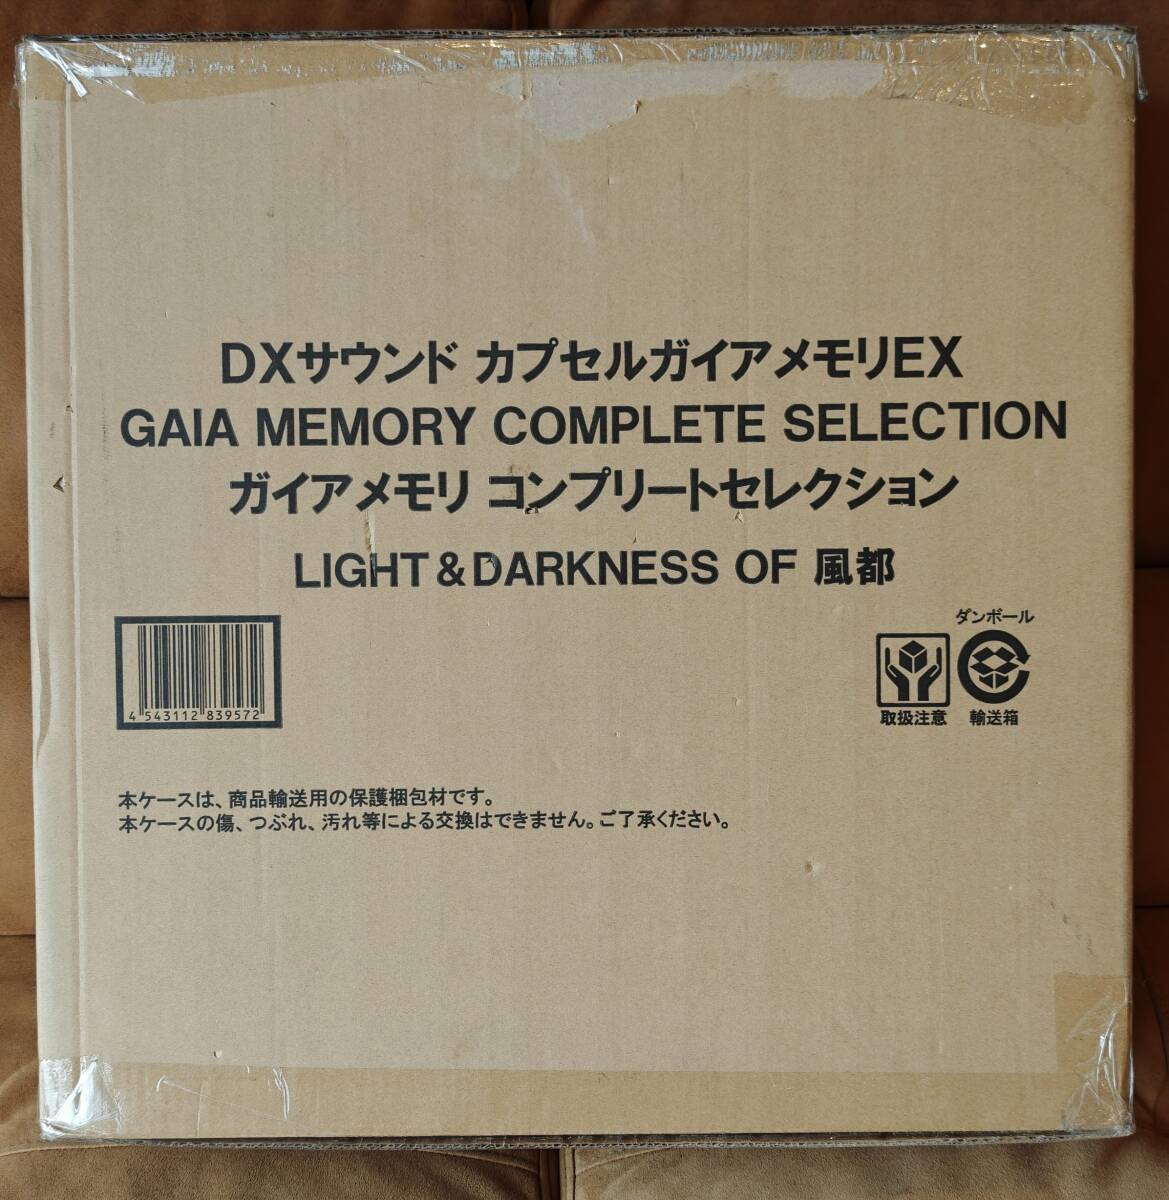 DXサウンド カプセルガイアメモリEX
GAIA MEMORY COMPLETE SELECTION
ガイアメモリ コンプリートセレクション
LIGHT & DARKNESS OF 風都
ダンボール
4 543112 839572
取扱注意 輸送箱
本ケースは、商品輸送用の保護梱包材です。
本ケースの傷、つぶれ、汚れ等による交換はできません。ご了承ください。